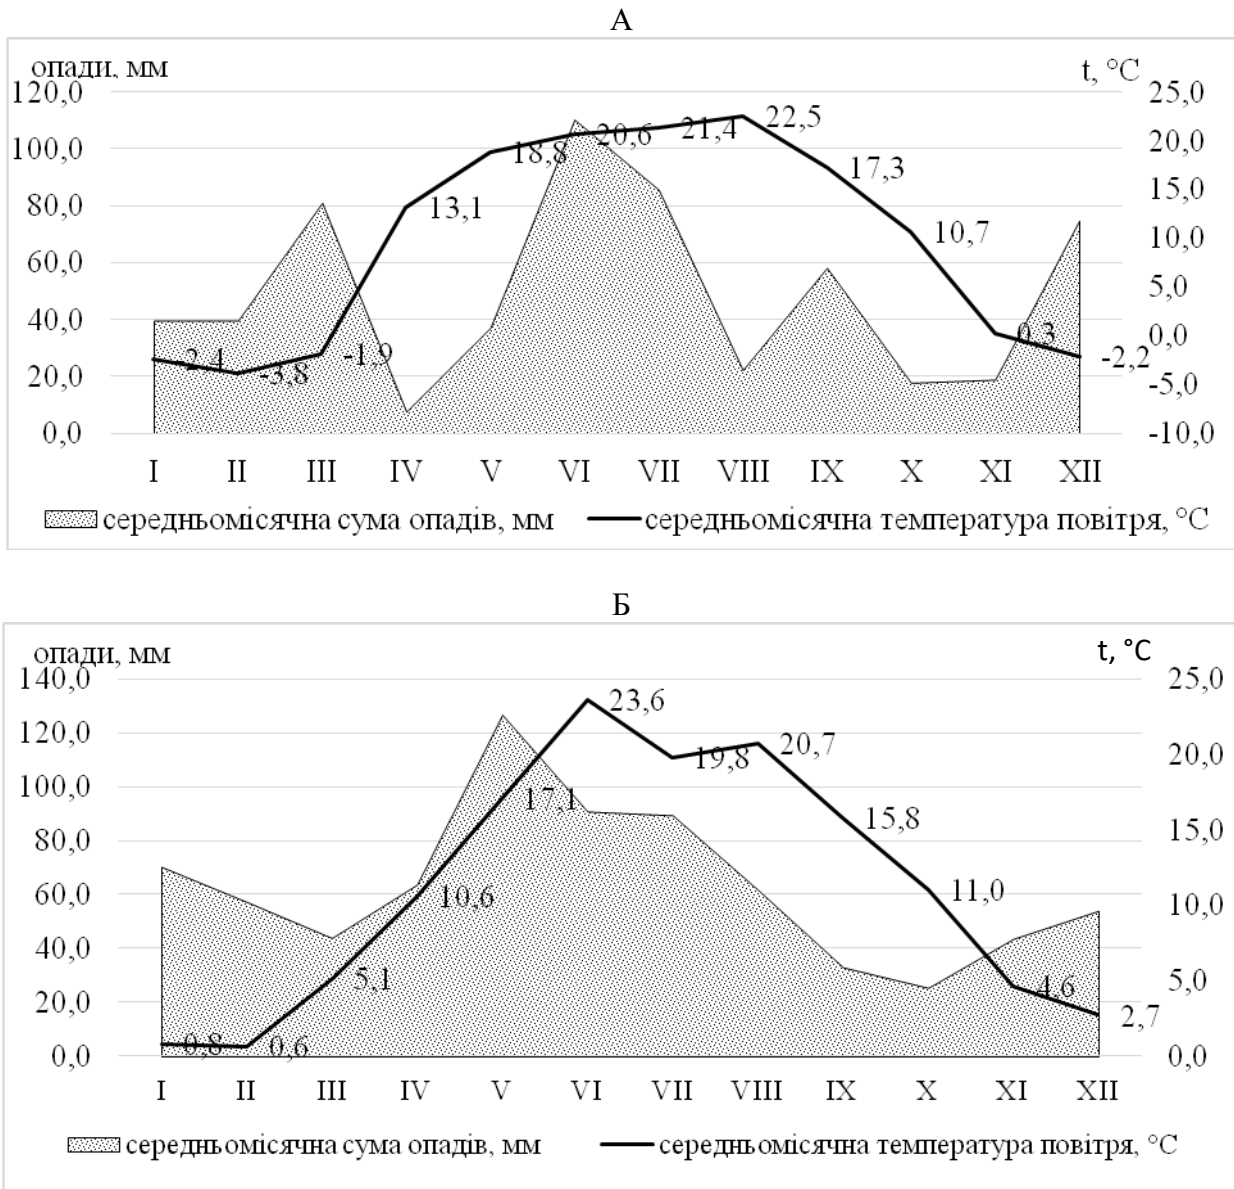 А
опади, мм t, °C
120,0 25,0
100,0 20,0
80,0 15,0
60,0 10,0
40,0 5,0
20,0 0,0
0,0 -5,0
-10,0
-2,4 -3,8 -1,9 13,1 18,8 20,6 21,4 22,5 17,3 10,7 0,3 -2,2
I II III IV V VI VII VIII IX X XI XII
середньомісячна сума опадів, мм середньомісячна температура повітря, °C
Б
опади, мм t, °C
140,0 25,0
120,0 20,0
100,0 15,0
80,0 10,0
60,0 5,0
40,0 0,0
20,0
0,0
0,8 0,6 5,1 10,6 17,1 23,6 19,8 20,7 15,8 11,0 4,6 2,7
I II III IV V VI VII VIII IX X XI XII
середньомісячна сума опадів, мм середньомісячна температура повітря, °C